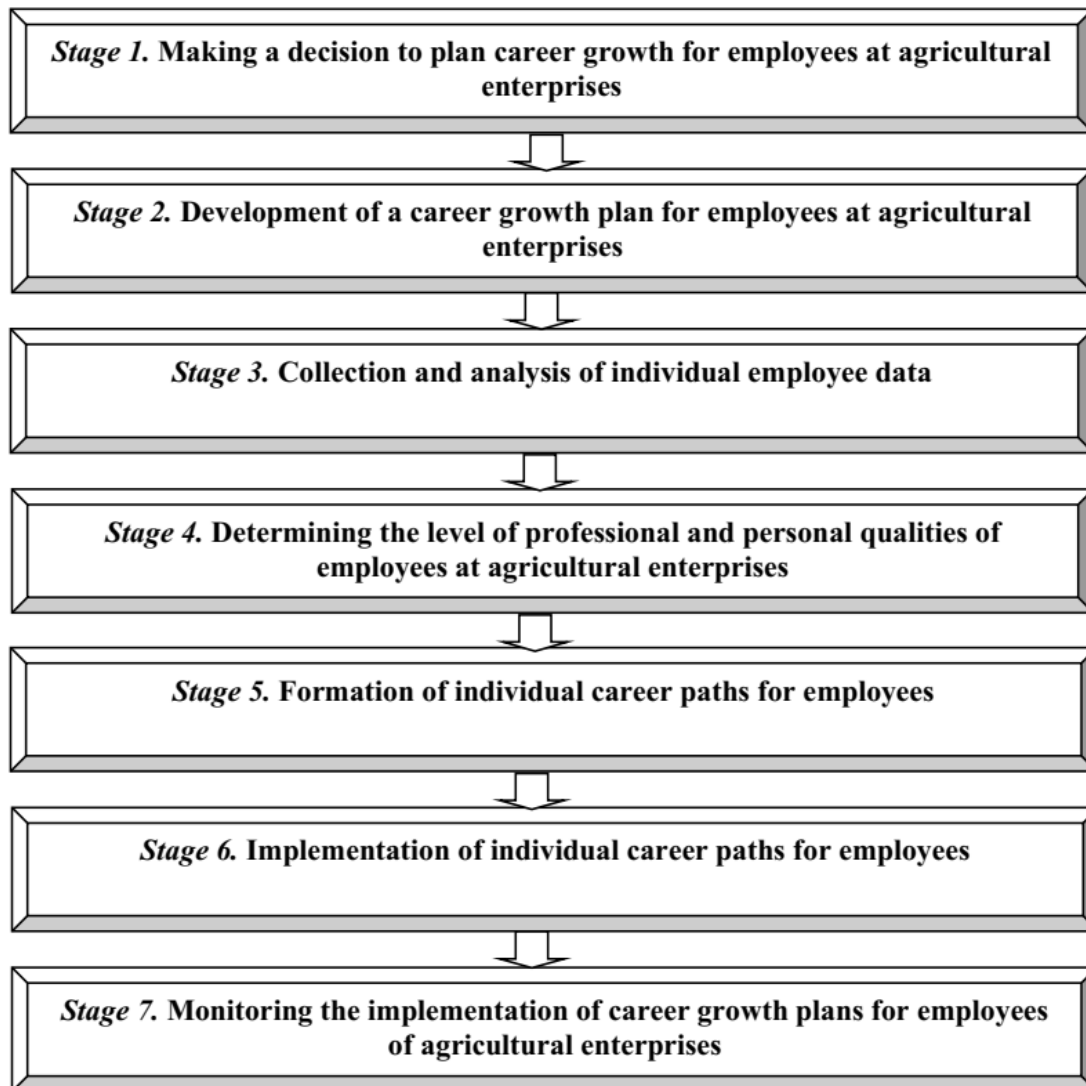 Stage 1. Making a decision to plan career growth for employees at agricultural
enterprises
Stage 2. Development of a career growth plan for employees at agricultural
enterprises
Stage 3. Collection and analysis of individual employee data
Stage 4. Determining the level of professional and personal qualities of
employees at agricultural enterprises
Stage 5. Formation of individual career paths for employees
Stage 6. Implementation of individual career paths for employees
Stage 7. Monitoring the implementation of career growth plans for employees
of agricultural enterprises